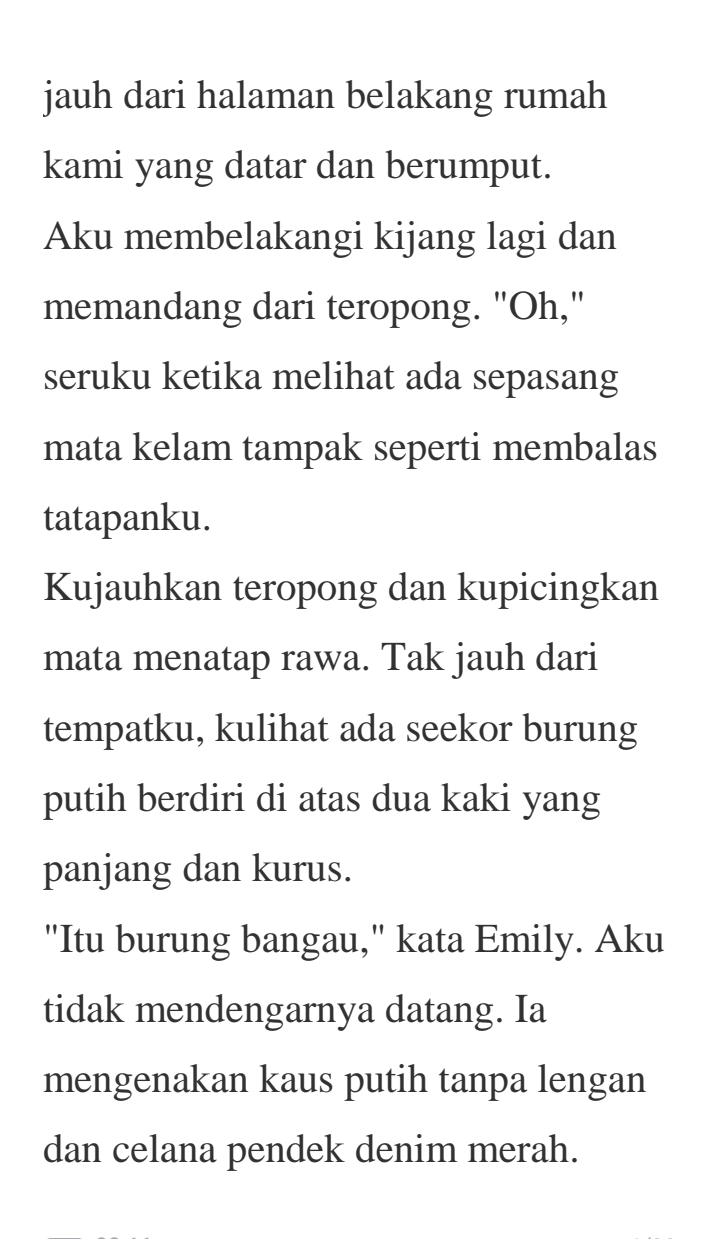 jauh dari halaman belakang rumah
kami yang datar dan berumput.
Aku membelakangi kijang lagi dan
memandang dari teropong. "Oh,"
seruku ketika melihat ada sepasang
mata kelam tampak seperti membalas
tatapanku.
Kujauhkan teropong dan kupicingkan
mata menatap rawa. Tak jauh dari
tempatku, kulihat ada seekor burung
putih berdiri di atas dua kaki yang
panjang dan kurus.
"Itu burung bangau," kata Emily. Aku
tidak mendengarnya datang. Ia
mengenakan kaus putih tanpa lengan
dan celana pendek denim merah.